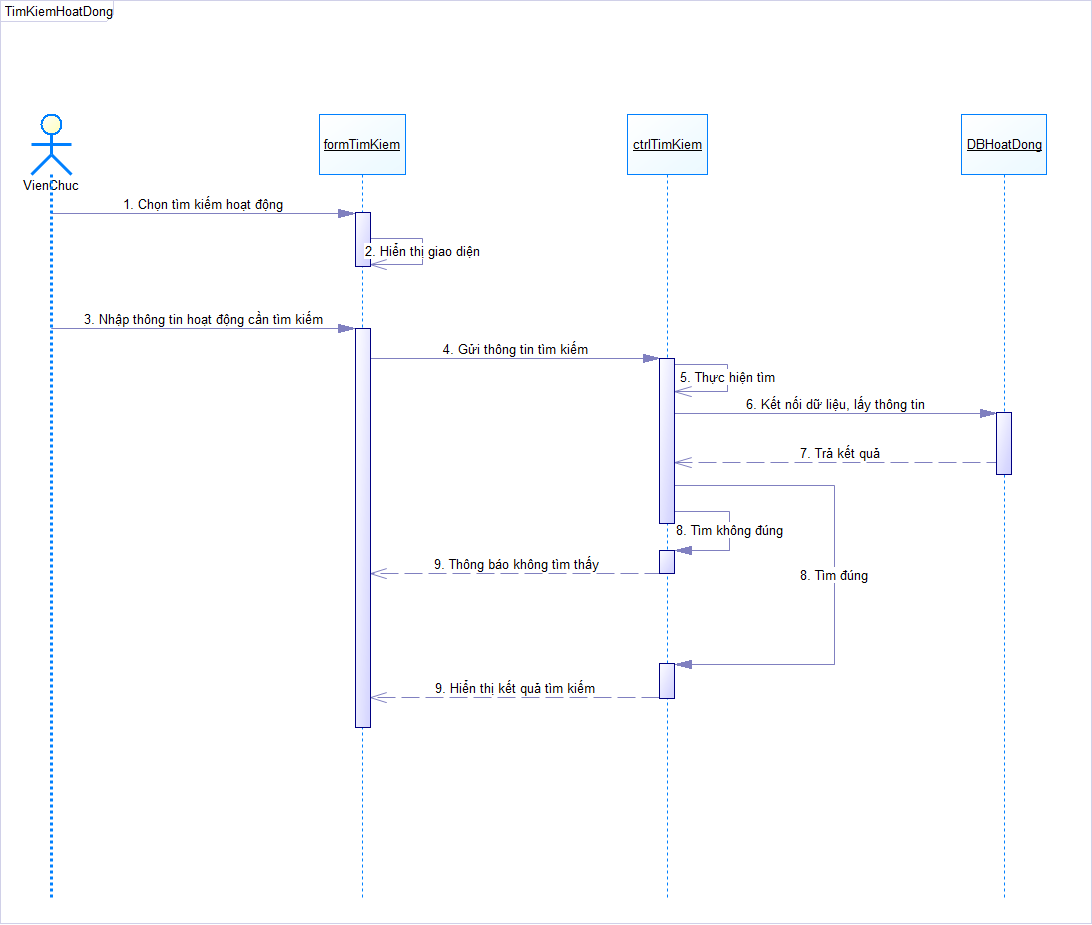 TimKiemHoatDong
formTimKiem
ctrlTimKiem
DBHoatDong
VienChuc
1. Chọn tìm kiếm hoạt động
2. Hiển thị giao diện
3. Nhập thông tin hoạt động cần tìm kiếm
4. Gửi thông tin tìm kiếm
5. Thực hiện tìm
6. Kết nối dữ liệu, lấy thông tin
7. Trả kết quả
8. Tìm không đúng
9. Thông báo không tìm thấy
8. Tìm đúng
9. Hiển thị kết quả tìm kiếm